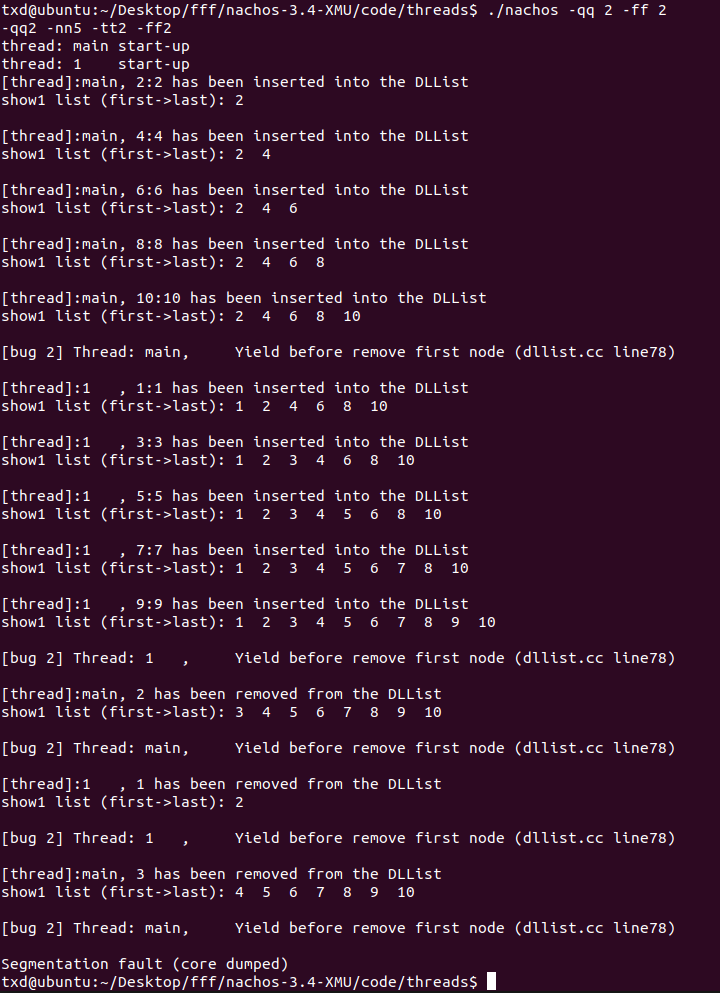 txd@ubuntu:~/Desktop/fff/nachos-3.4-XMU/code/threads$ ./nachos -qq 2 -ff 2
-qq2 -nn5 -tt2 -ff2
thread: main start-up
thread: 1    start-up
[thread]:main, 2:2 has been inserted into the DLList
show1 list (first->last): 2

[thread]:main, 4:4 has been inserted into the DLList
show1 list (first->last): 2  4

[thread]:main, 6:6 has been inserted into the DLList
show1 list (first->last): 2  4  6

[thread]:main, 8:8 has been inserted into the DLList
show1 list (first->last): 2  4  6  8

[thread]:main, 10:10 has been inserted into the DLList
show1 list (first->last): 2  4  6  8  10

[bug 2] Thread: main,     Yield before remove first node (dllist.cc line78)

[thread]:1   , 1:1 has been inserted into the DLList
show1 list (first->last): 1  2  4  6  8  10

[thread]:1   , 3:3 has been inserted into the DLList
show1 list (first->last): 1  2  3  4  6  8  10

[thread]:1   , 5:5 has been inserted into the DLList
show1 list (first->last): 1  2  3  4  5  6  8  10

[thread]:1   , 7:7 has been inserted into the DLList
show1 list (first->last): 1  2  3  4  5  6  7  8  10

[thread]:1   , 9:9 has been inserted into the DLList
show1 list (first->last): 1  2  3  4  5  6  7  8  9  10

[bug 2] Thread: 1   ,     Yield before remove first node (dllist.cc line78)

[thread]:main, 2 has been removed from the DLList
show1 list (first->last): 3  4  5  6  7  8  9  10

[bug 2] Thread: main,     Yield before remove first node (dllist.cc line78)

[thread]:1   , 1 has been removed from the DLList
show1 list (first->last): 2

[bug 2] Thread: 1   ,     Yield before remove first node (dllist.cc line78)

[thread]:main, 3 has been removed from the DLList
show1 list (first->last): 4  5  6  7  8  9  10

[bug 2] Thread: main,     Yield before remove first node (dllist.cc line78)

Segmentation fault (core dumped)
txd@ubuntu:~/Desktop/fff/nachos-3.4-XMU/code/threads$